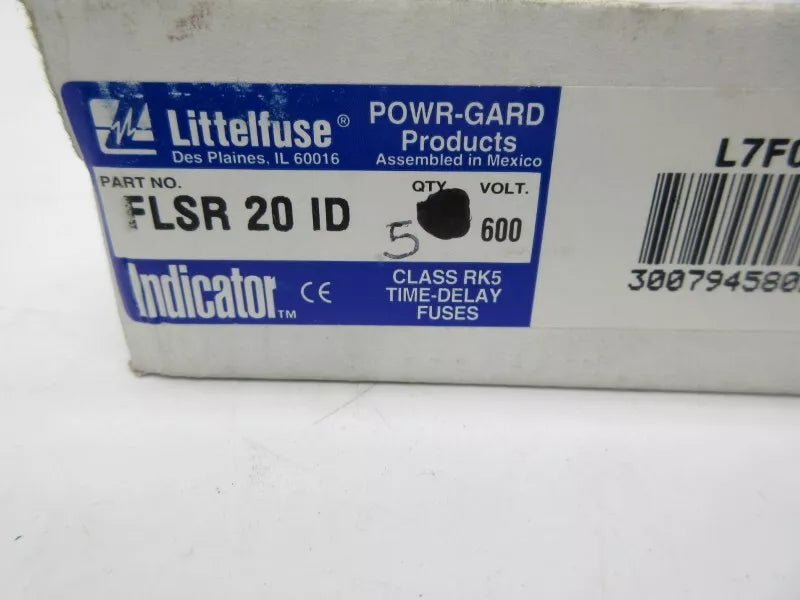 Littelfuse®
Des Plaines, IL 60016
POWR-GARD
Products
Assembled in Mexico
PART NO.
FLSR 20 ID
QTY
5
VOLT.
600
Indicator™
CE
CLASS RK5
TIME-DELAY
FUSES
L7F
30079458